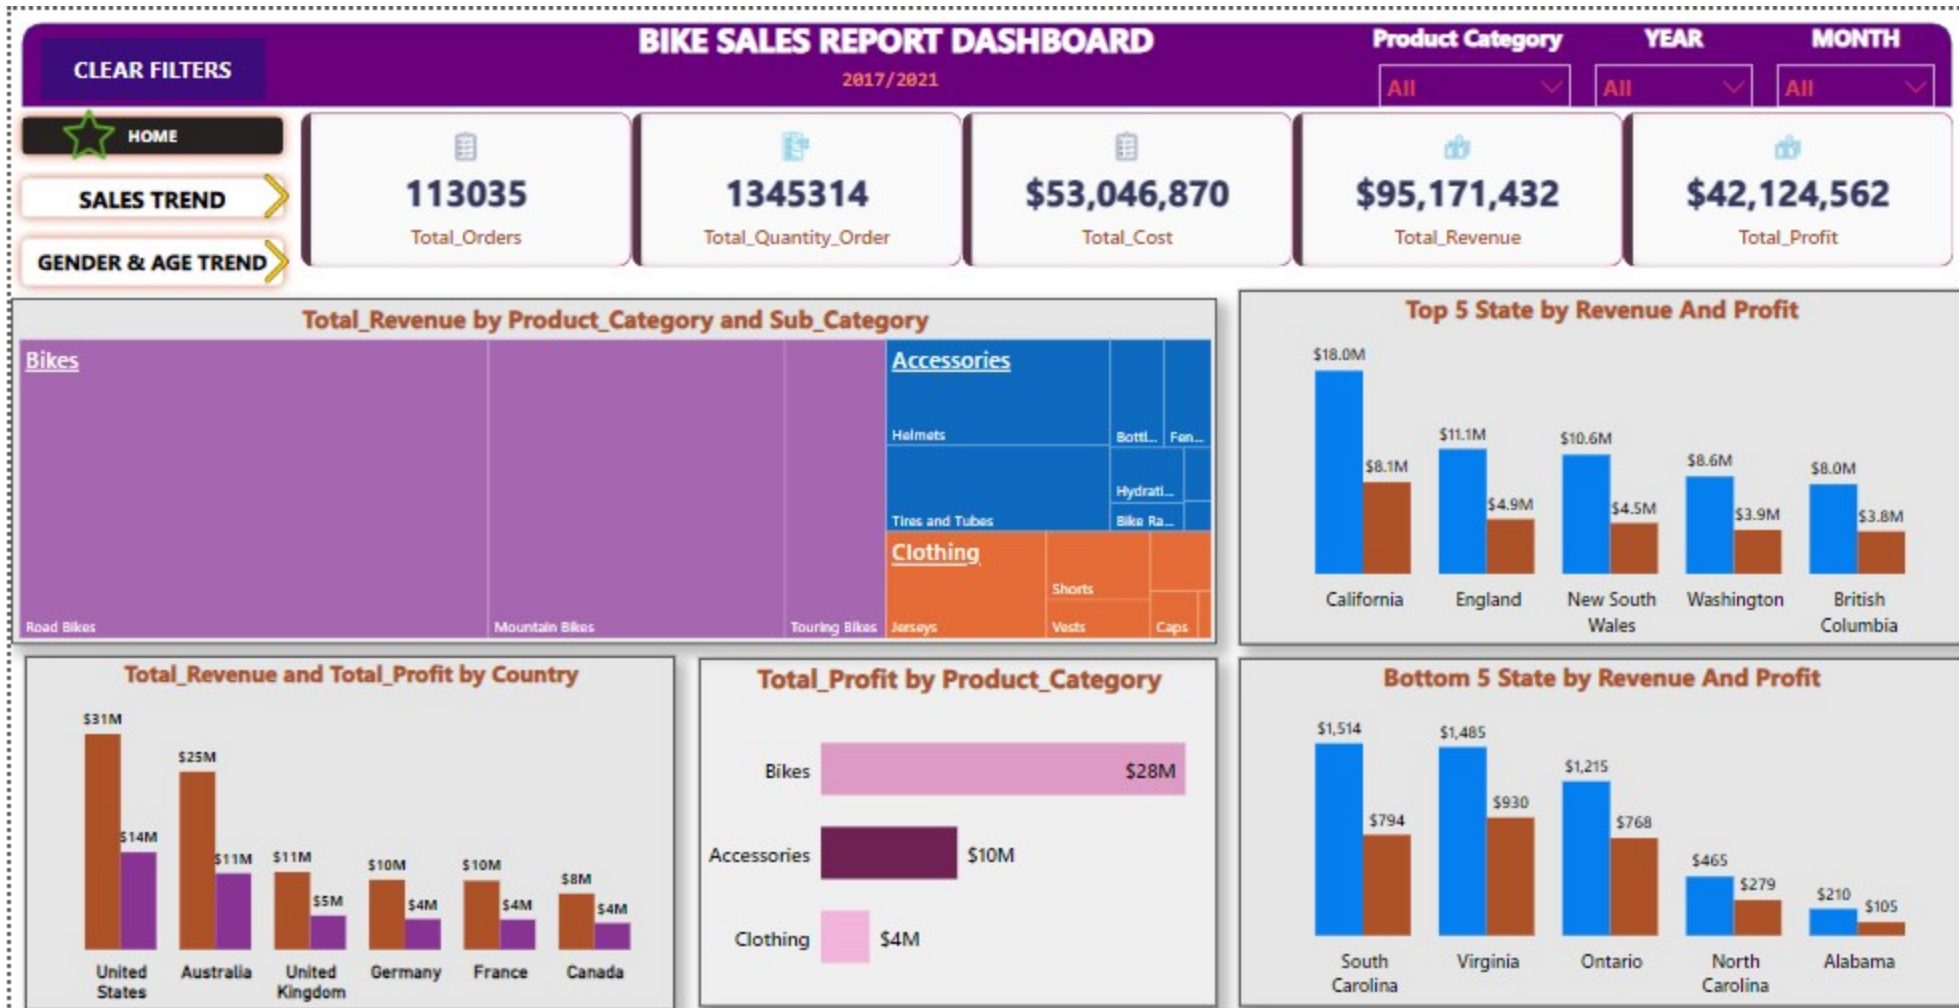 CLEAR FILTERS
BIKE SALES REPORT DASHBOARD
2017/2021
Product Category
YEAR
MONTH
All
All
All
HOME
SALES TREND
GENDER & AGE TREND
113035
Total_Orders
1345314
Total_Quantity_Order
$53,046,870
Total_Cost
$95,171,432
Total_Revenue
$42,124,562
Total_Profit
Total_Revenue by Product_Category and Sub_Category
Bikes
Road Bikes
Mountain Bikes
Touring Bikes
Accessories
Helmets
Bottl...
Fen...
Hydrati...
Tires and Tubes
Bike Ra...
Clothing
Shorts
Jerseys
Vests
Caps
Top 5 State by Revenue And Profit
$18.0M
$8.1M
$11.1M
$4.9M
$10.6M
$4.5M
$8.6M
$3.9M
$8.0M
$3.8M
California
England
New South
Wales
Washington
British
Columbia
Total_Revenue and Total_Profit by Country
$31M
$14M
$25M
$11M
$11M
$5M
$10M
$4M
$10M
$4M
$8M
$4M
United
States
Australia
United
Kingdom
Germany
France
Canada
Total_Profit by Product_Category
Bikes
$28M
Accessories
$10M
Clothing
$4M
Bottom 5 State by Revenue And Profit
$1,514
$794
$1,485
$930
$1,215
$768
$465
$279
$210
$105
South
Carolina
Virginia
Ontario
North
Carolina
Alabama